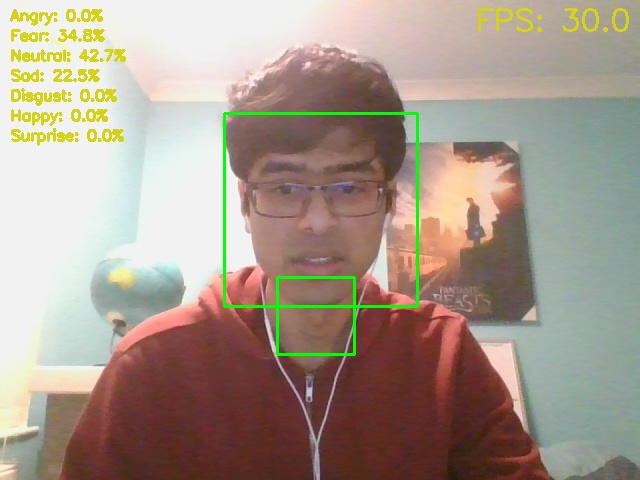 Angry: 0.0%
Fear: 34.8%
Neutral: 42.7%
Sad: 22.5%
Disgust: 0.0%
Happy: 0.0%
Surprise: 0.0%
FPS: 30.0
FANTASTIC
BEASTS